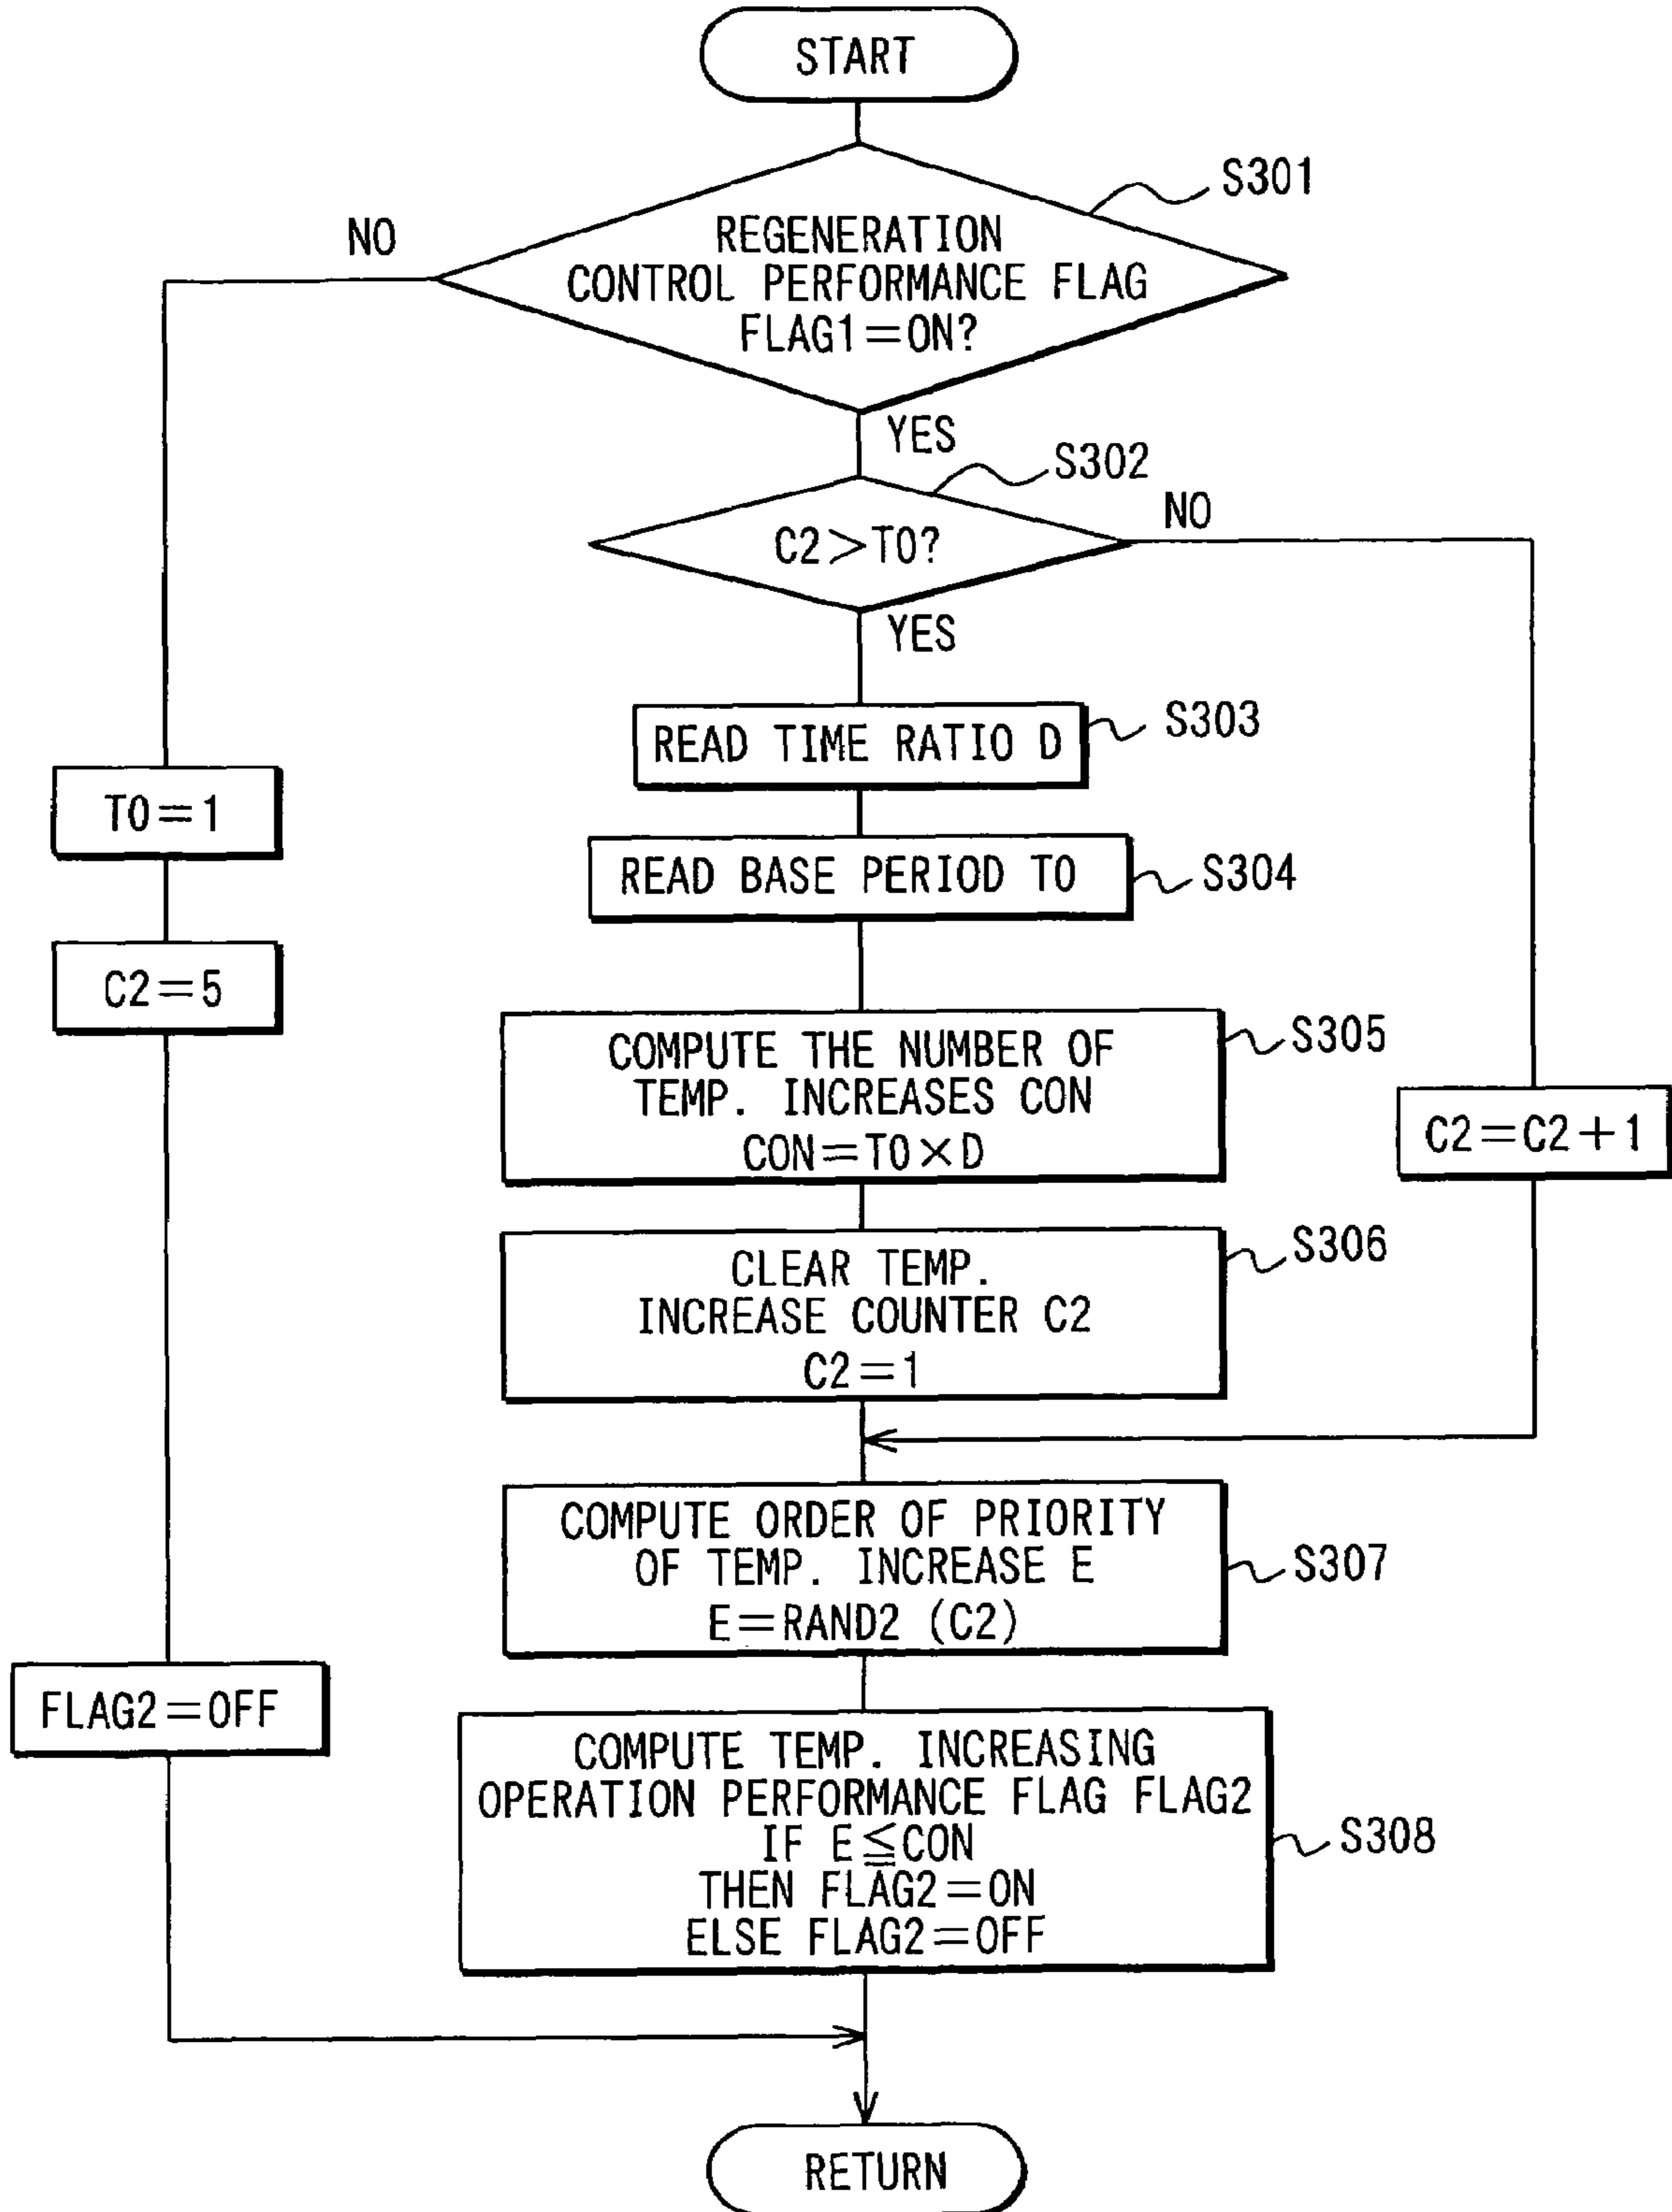 START
S301
NO
REGENERATION
CONTROL PERFORMANCE FLAG
FLAG1=ON?
YES
S302
NO
C2>T0?
YES
READ TIME RATIO D
S303
T0=1
READ BASE PERIOD T0
S304
C2=5
COMPUTE THE NUMBER OF
TEMP. INCREASES CON
CON=T0×D
S305
C2=C2+1
CLEAR TEMP.
INCREASE COUNTER C2
C2=1
S306
COMPUTE ORDER OF PRIORITY
OF TEMP. INCREASE E
E=RAND2 (C2)
S307
FLAG2=OFF
COMPUTE TEMP. INCREASING
OPERATION PERFORMANCE FLAG FLAG2
IF E≦CON
THEN FLAG2=ON
ELSE FLAG2=OFF
S308
RETURN